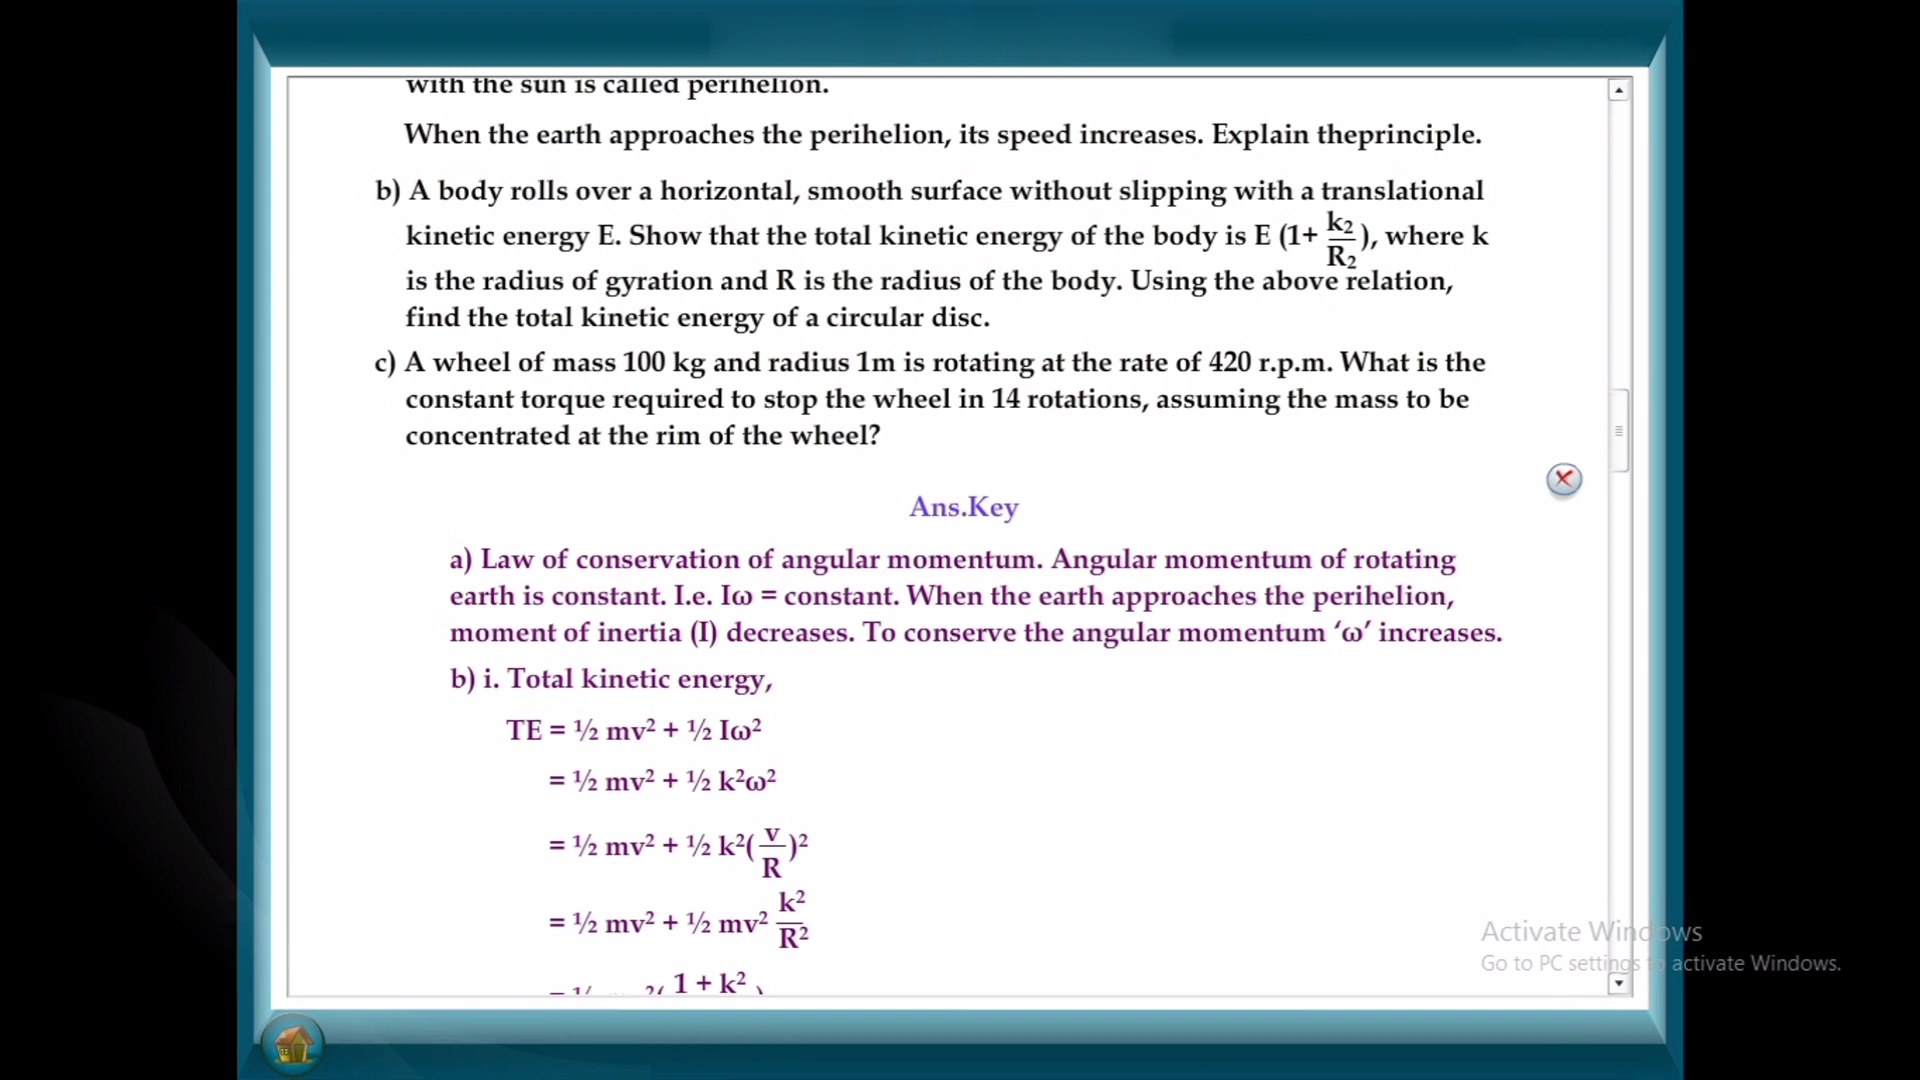 with the sun is called perihelion.
When the earth approaches the perihelion, its speed increases. Explain theprinciple.
b) A body rolls over a horizontal, smooth surface without slipping with a translational
kinetic energy E. Show that the total kinetic energy of the body is E (1+ k₂/R₂), where k
is the radius of gyration and R is the radius of the body. Using the above relation,
find the total kinetic energy of a circular disc.
c) A wheel of mass 100 kg and radius 1m is rotating at the rate of 420 r.p.m. What is the
constant torque required to stop the wheel in 14 rotations, assuming the mass to be
concentrated at the rim of the wheel?
Ans.Key
a) Law of conservation of angular momentum. Angular momentum of rotating
earth is constant. I.e. Iω = constant. When the earth approaches the perihelion,
moment of inertia (I) decreases. To conserve the angular momentum ‘ω’ increases.
b) i. Total kinetic energy,
TE = ½ mv² + ½ Iω²
= ½ mv² + ½ k²ω²
= ½ mv² + ½ k²(v/R)²
= ½ mv² + ½ mv² k²/R²
1 + k²
Activate Windows
Go to PC settings to activate Windows.